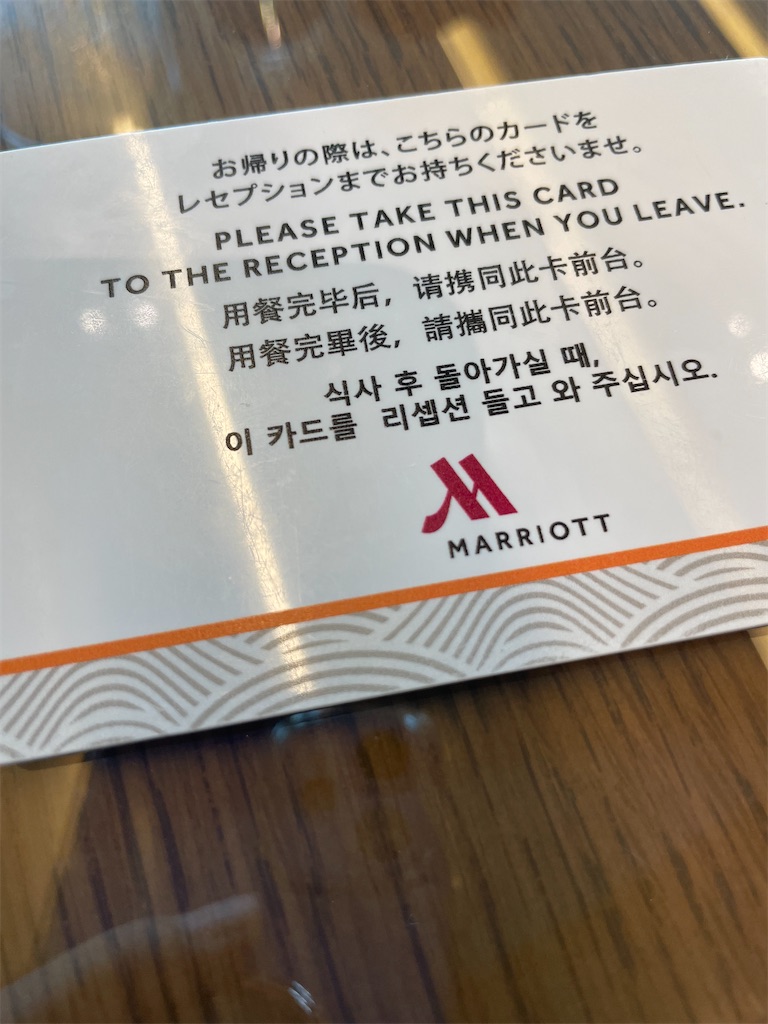 お帰りの際は、こちらのカードを
レセプションまでお持ちくださいませ。
PLEASE TAKE THIS CARD
TO THE RECEPTION WHEN YOU LEAVE.
用餐完毕后，请携同此卡前台。
用餐完畢後，請攜同此卡前台。
식사 후 돌아가실 때,
이 카드를 리셉션 들고 와 주십시오.
MARRIOTT